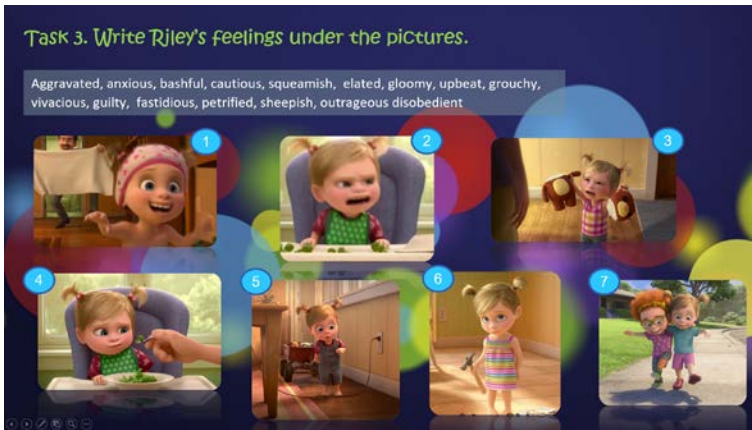 Task 3. Write Riley's feelings under the pictures.
Aggravated, anxious, bashful, cautious, squeamish, elated, gloomy, upbeat, grouchy,
vivacious, guilty, fastidious, petrified, sheepish, outrageous disobedient
1
2
3
4
5
6
7